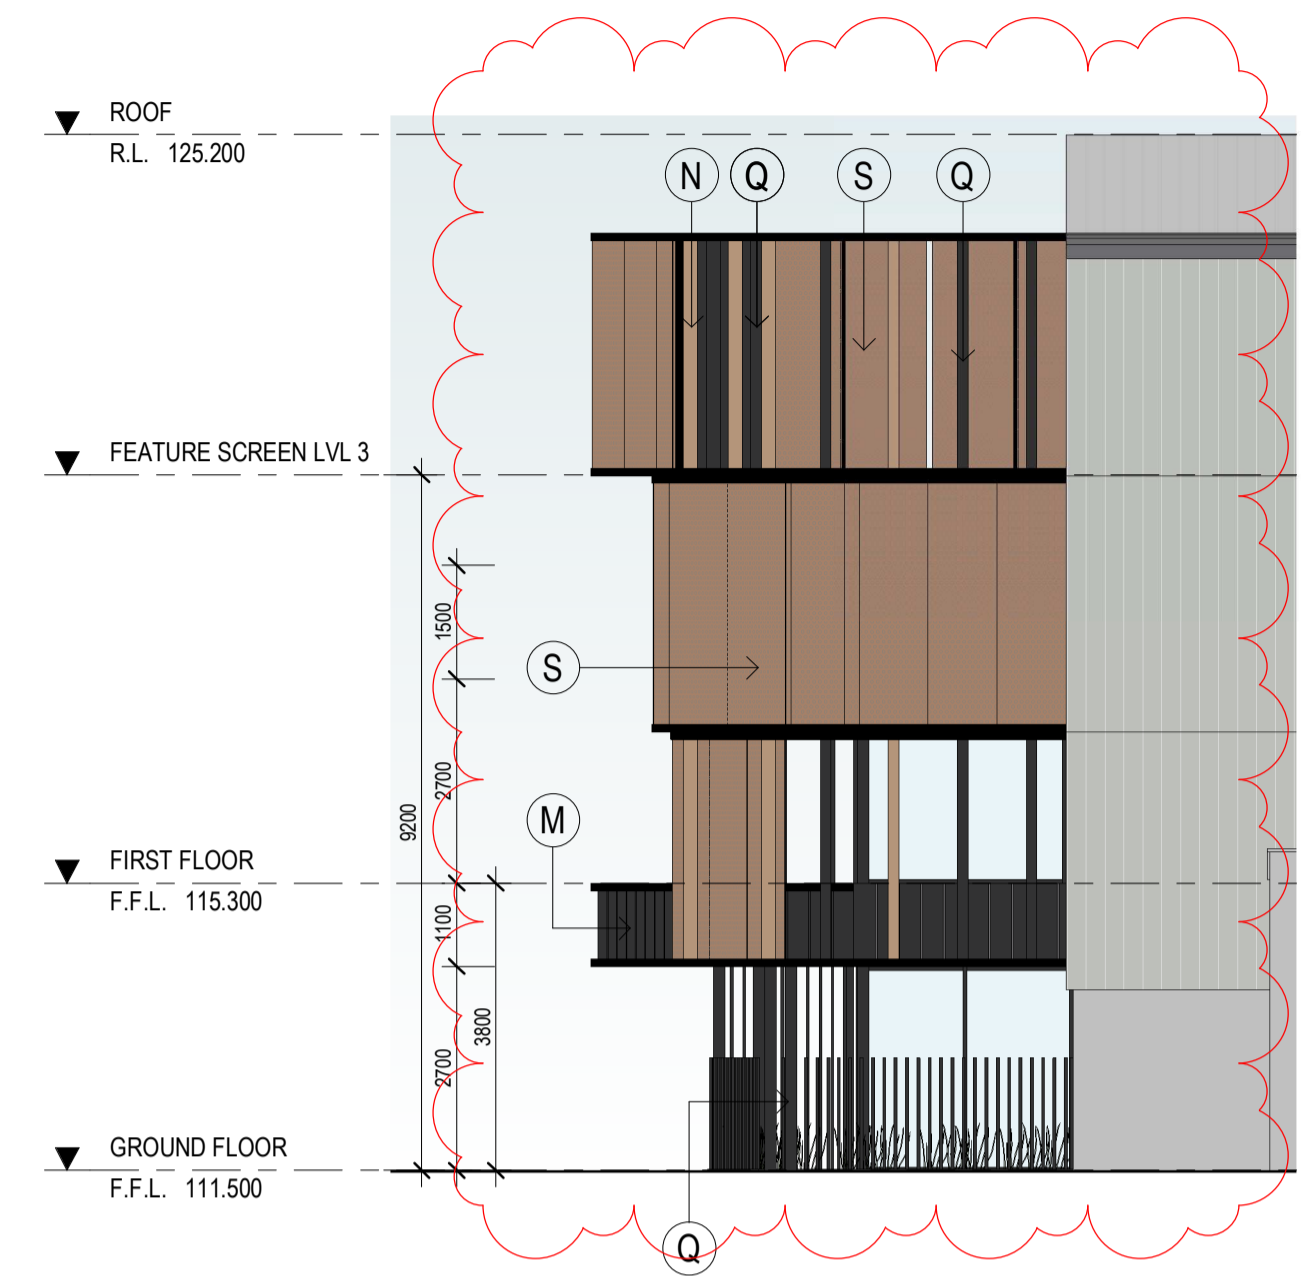 ROOF
R.L. 125.200
N Q S Q
FEATURE SCREEN LVL 3
1500
S
2700
9200
M
FIRST FLOOR
F.F.L. 115.300
1100
3800
2700
GROUND FLOOR
F.F.L. 111.500
Q